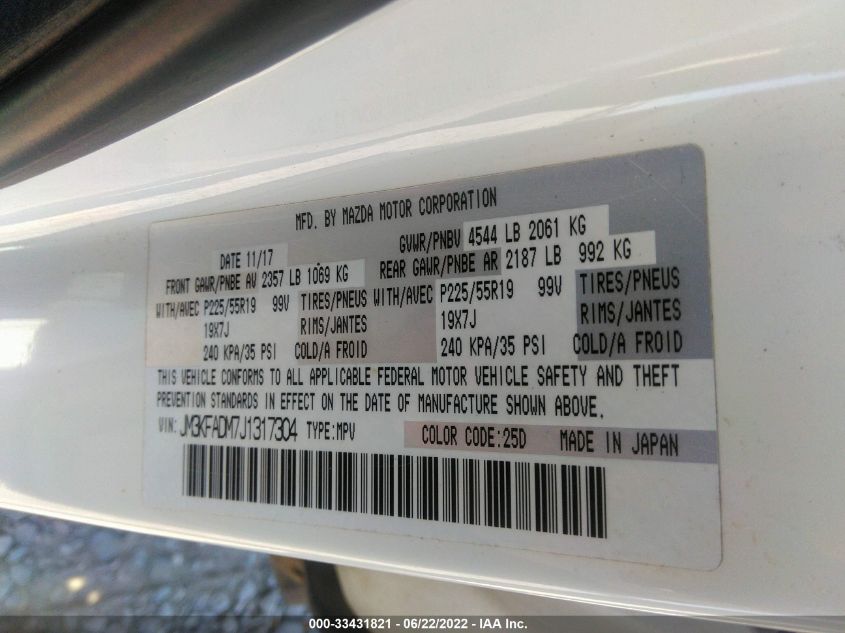 MFD. BY MAZDA MOTOR CORPORATION
DATE 11/17 GVWR/PNBV 4544 LB 2061 KG
FRONT GAWR/PNBE AV 2357 LB 1069 KG REAR GAWR/PNBE AR 2187 LB 992 KG
WITH/AVEC P225/55R19 99V TIRES/PNEUS WITH/AVEC P225/55R19 99V TIRES/PNEUS
19X7J RIMS/JANTES 19X7J RIMS/JANTES
240 KPA/35 PSI COLD/A FROID 240 KPA/35 PSI COLD/A FROID
THIS VEHICLE CONFORMS TO ALL APPLICABLE FEDERAL MOTOR VEHICLE SAFETY AND THEFT
PREVENTION STANDARDS IN EFFECT ON THE DATE OF MANUFACTURE SHOWN ABOVE.
VIN: JM3KFADM7J1317304 TYPE:MPV COLOR CODE:25D MADE IN JAPAN
000-33431821 - 06/22/2022 - IAA Inc.